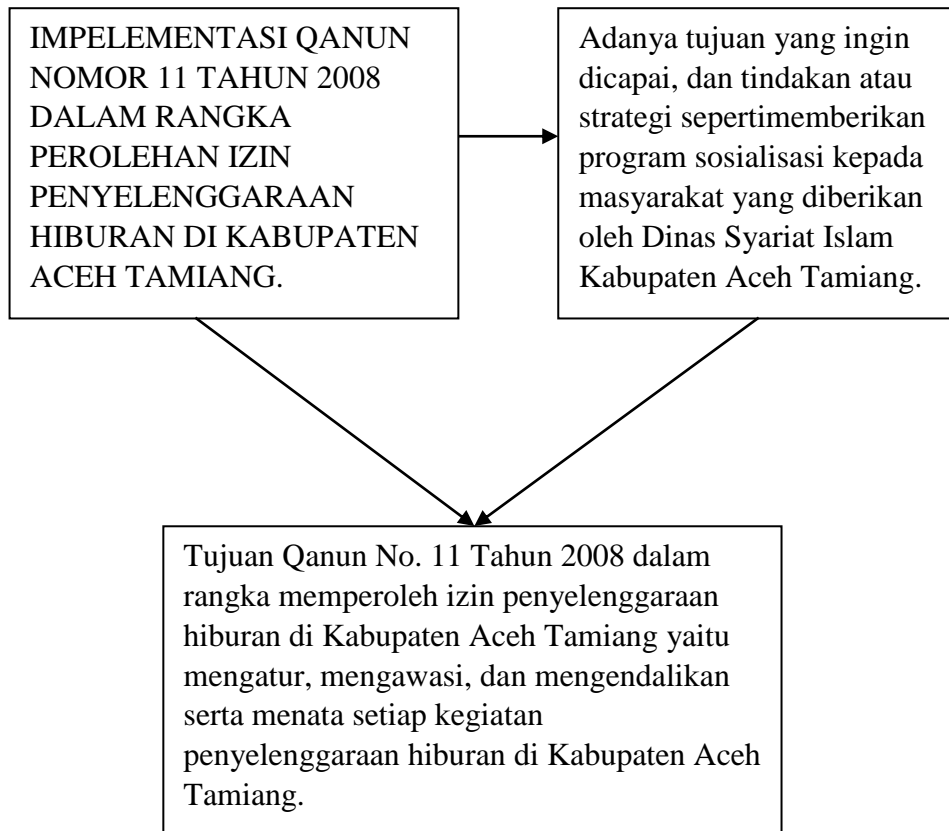 IMPELEMENTASI QANUN
NOMOR 11 TAHUN 2008
DALAM RANGKA
PEROLEHAN IZIN
PENYELENGGARAAN
HIBURAN DI KABUPATEN
ACEH TAMIANG.
Adanya tujuan yang ingin
dicapai, dan tindakan atau
strategi sepertimemberikan
program sosialisasi kepada
masyarakat yang diberikan
oleh Dinas Syariat Islam
Kabupaten Aceh Tamiang.
Tujuan Qanun No. 11 Tahun 2008 dalam
rangka memperoleh izin penyelenggaraan
hiburan di Kabupaten Aceh Tamiang yaitu
mengatur, mengawasi, dan mengendalikan
serta menata setiap kegiatan
penyelenggaraan hiburan di Kabupaten Aceh
Tamiang.